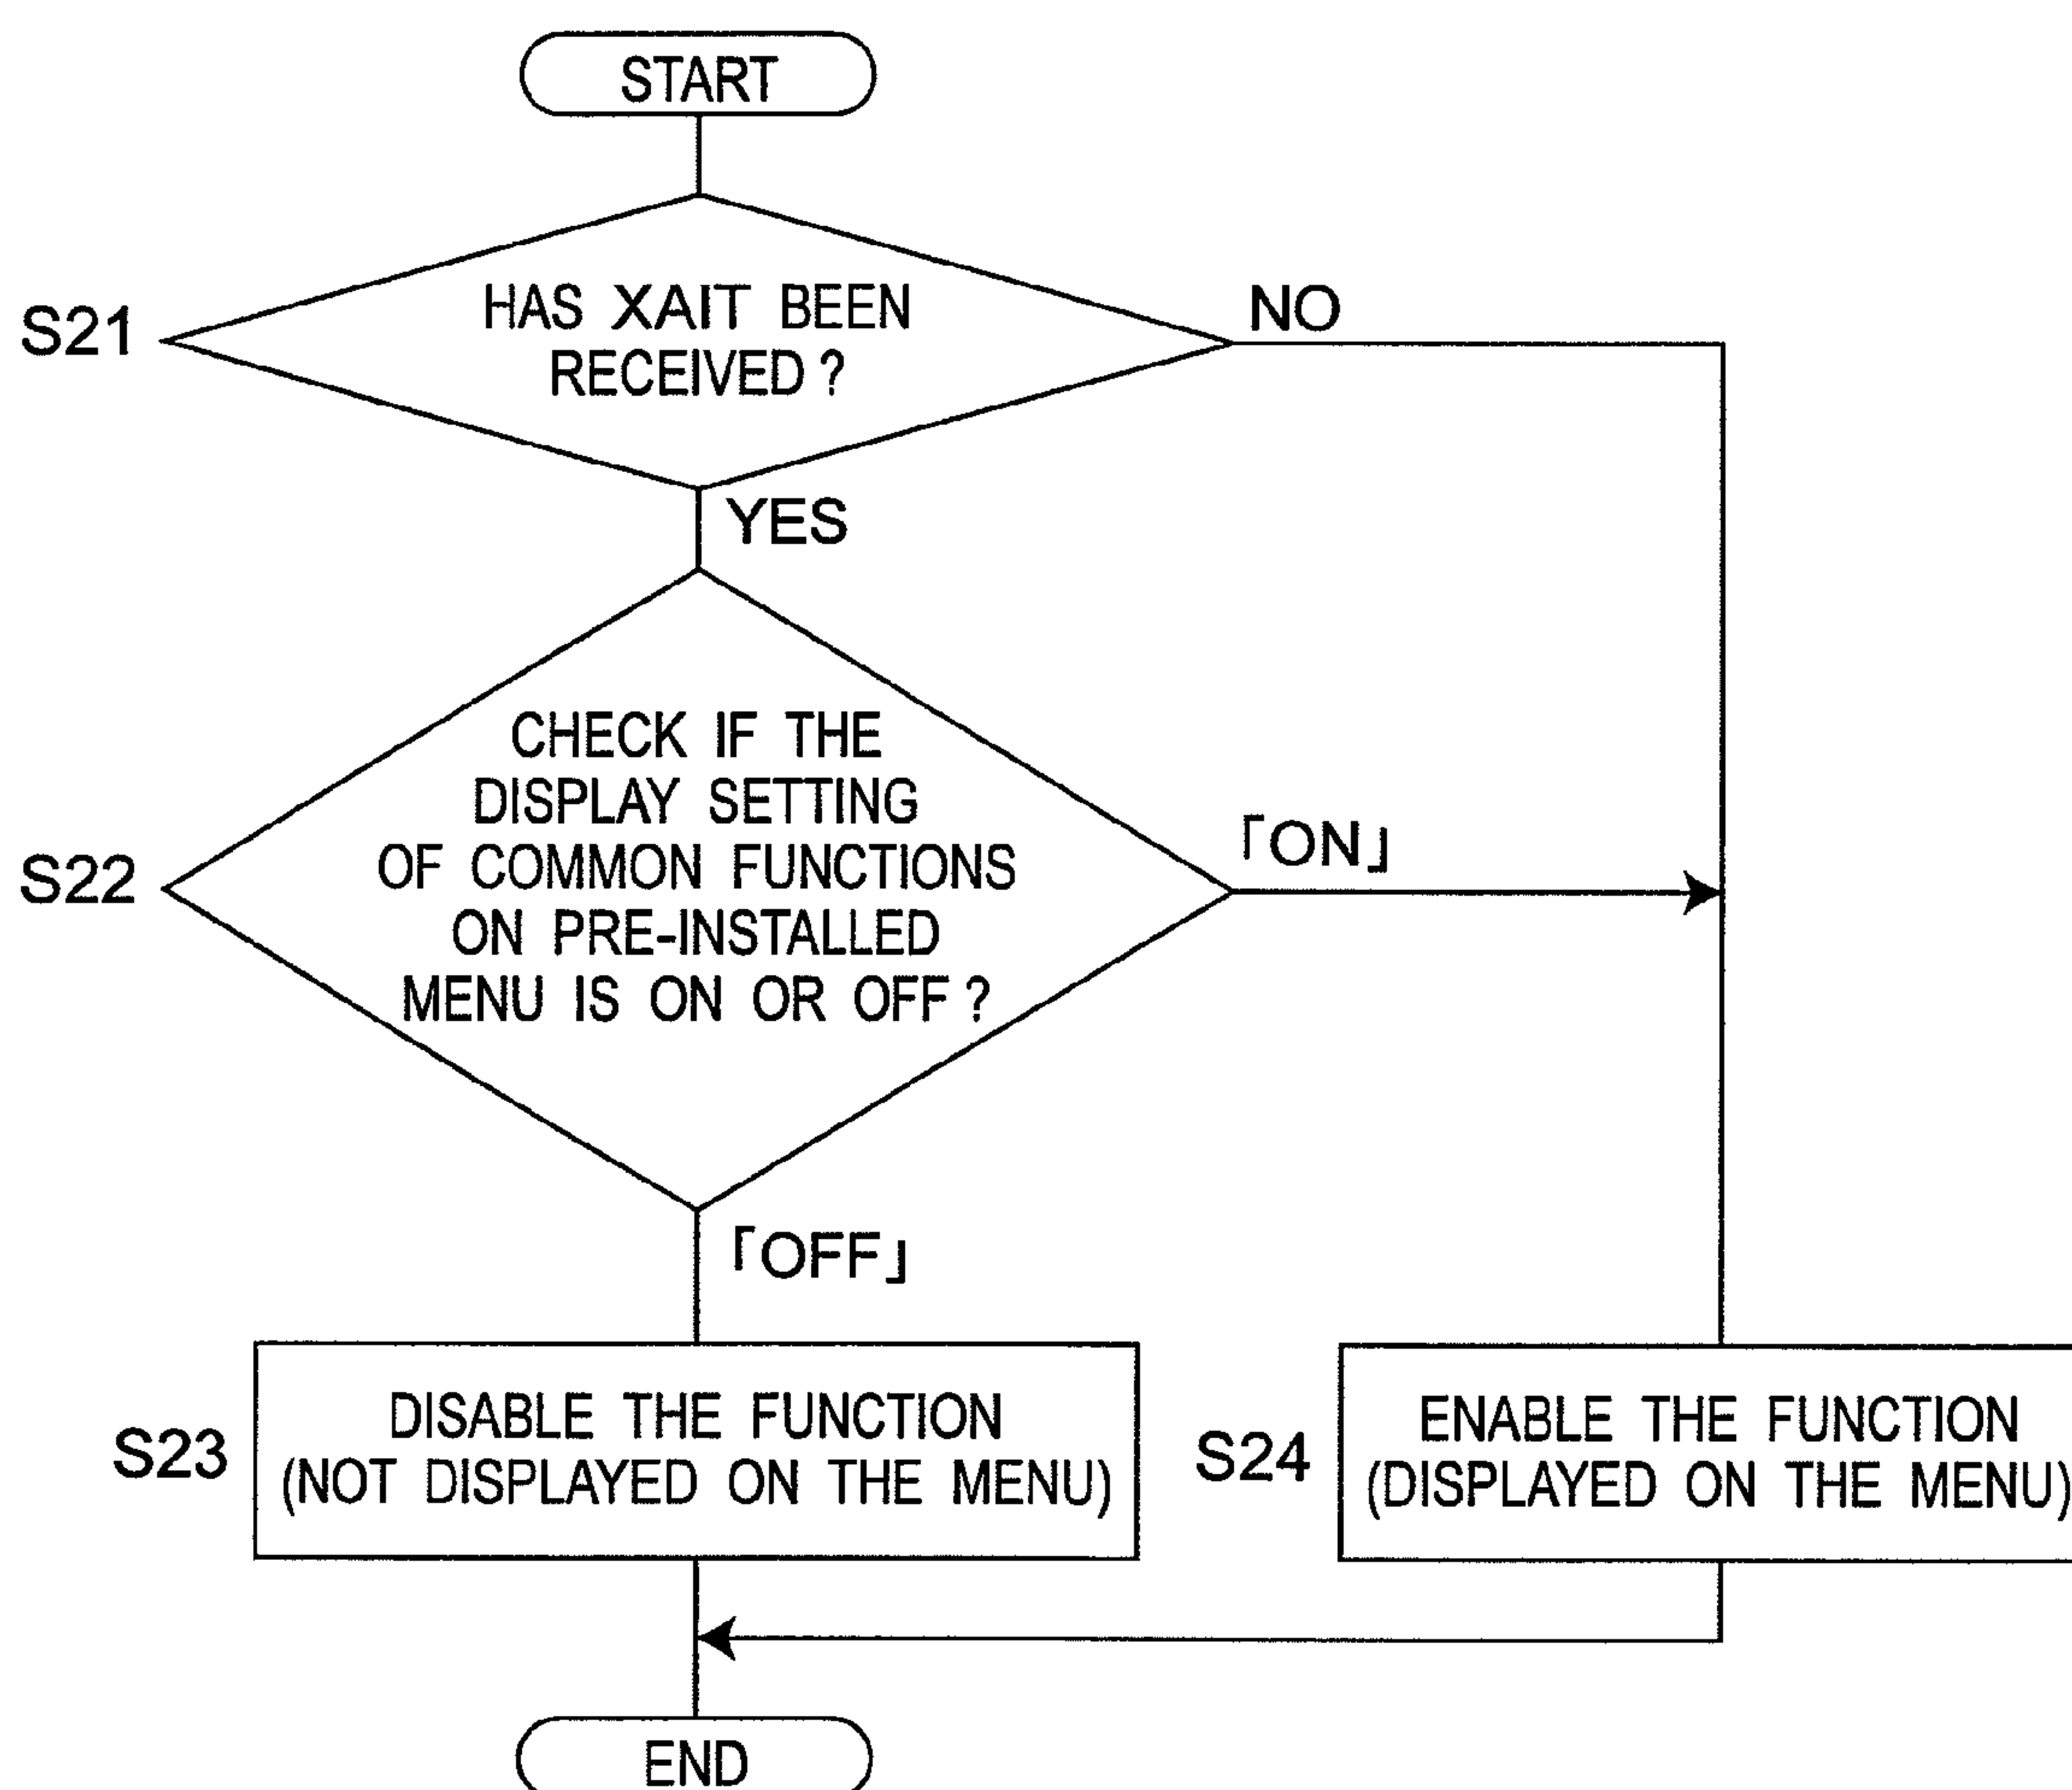 START
S21
HAS XAIT BEEN
RECEIVED ?
NO
YES
S22
CHECK IF THE
DISPLAY SETTING
OF COMMON FUNCTIONS
ON PRE-INSTALLED
MENU IS ON OR OFF ?
「ON」
「OFF」
S23
DISABLE THE FUNCTION
(NOT DISPLAYED ON THE MENU)
S24
ENABLE THE FUNCTION
(DISPLAYED ON THE MENU)
END